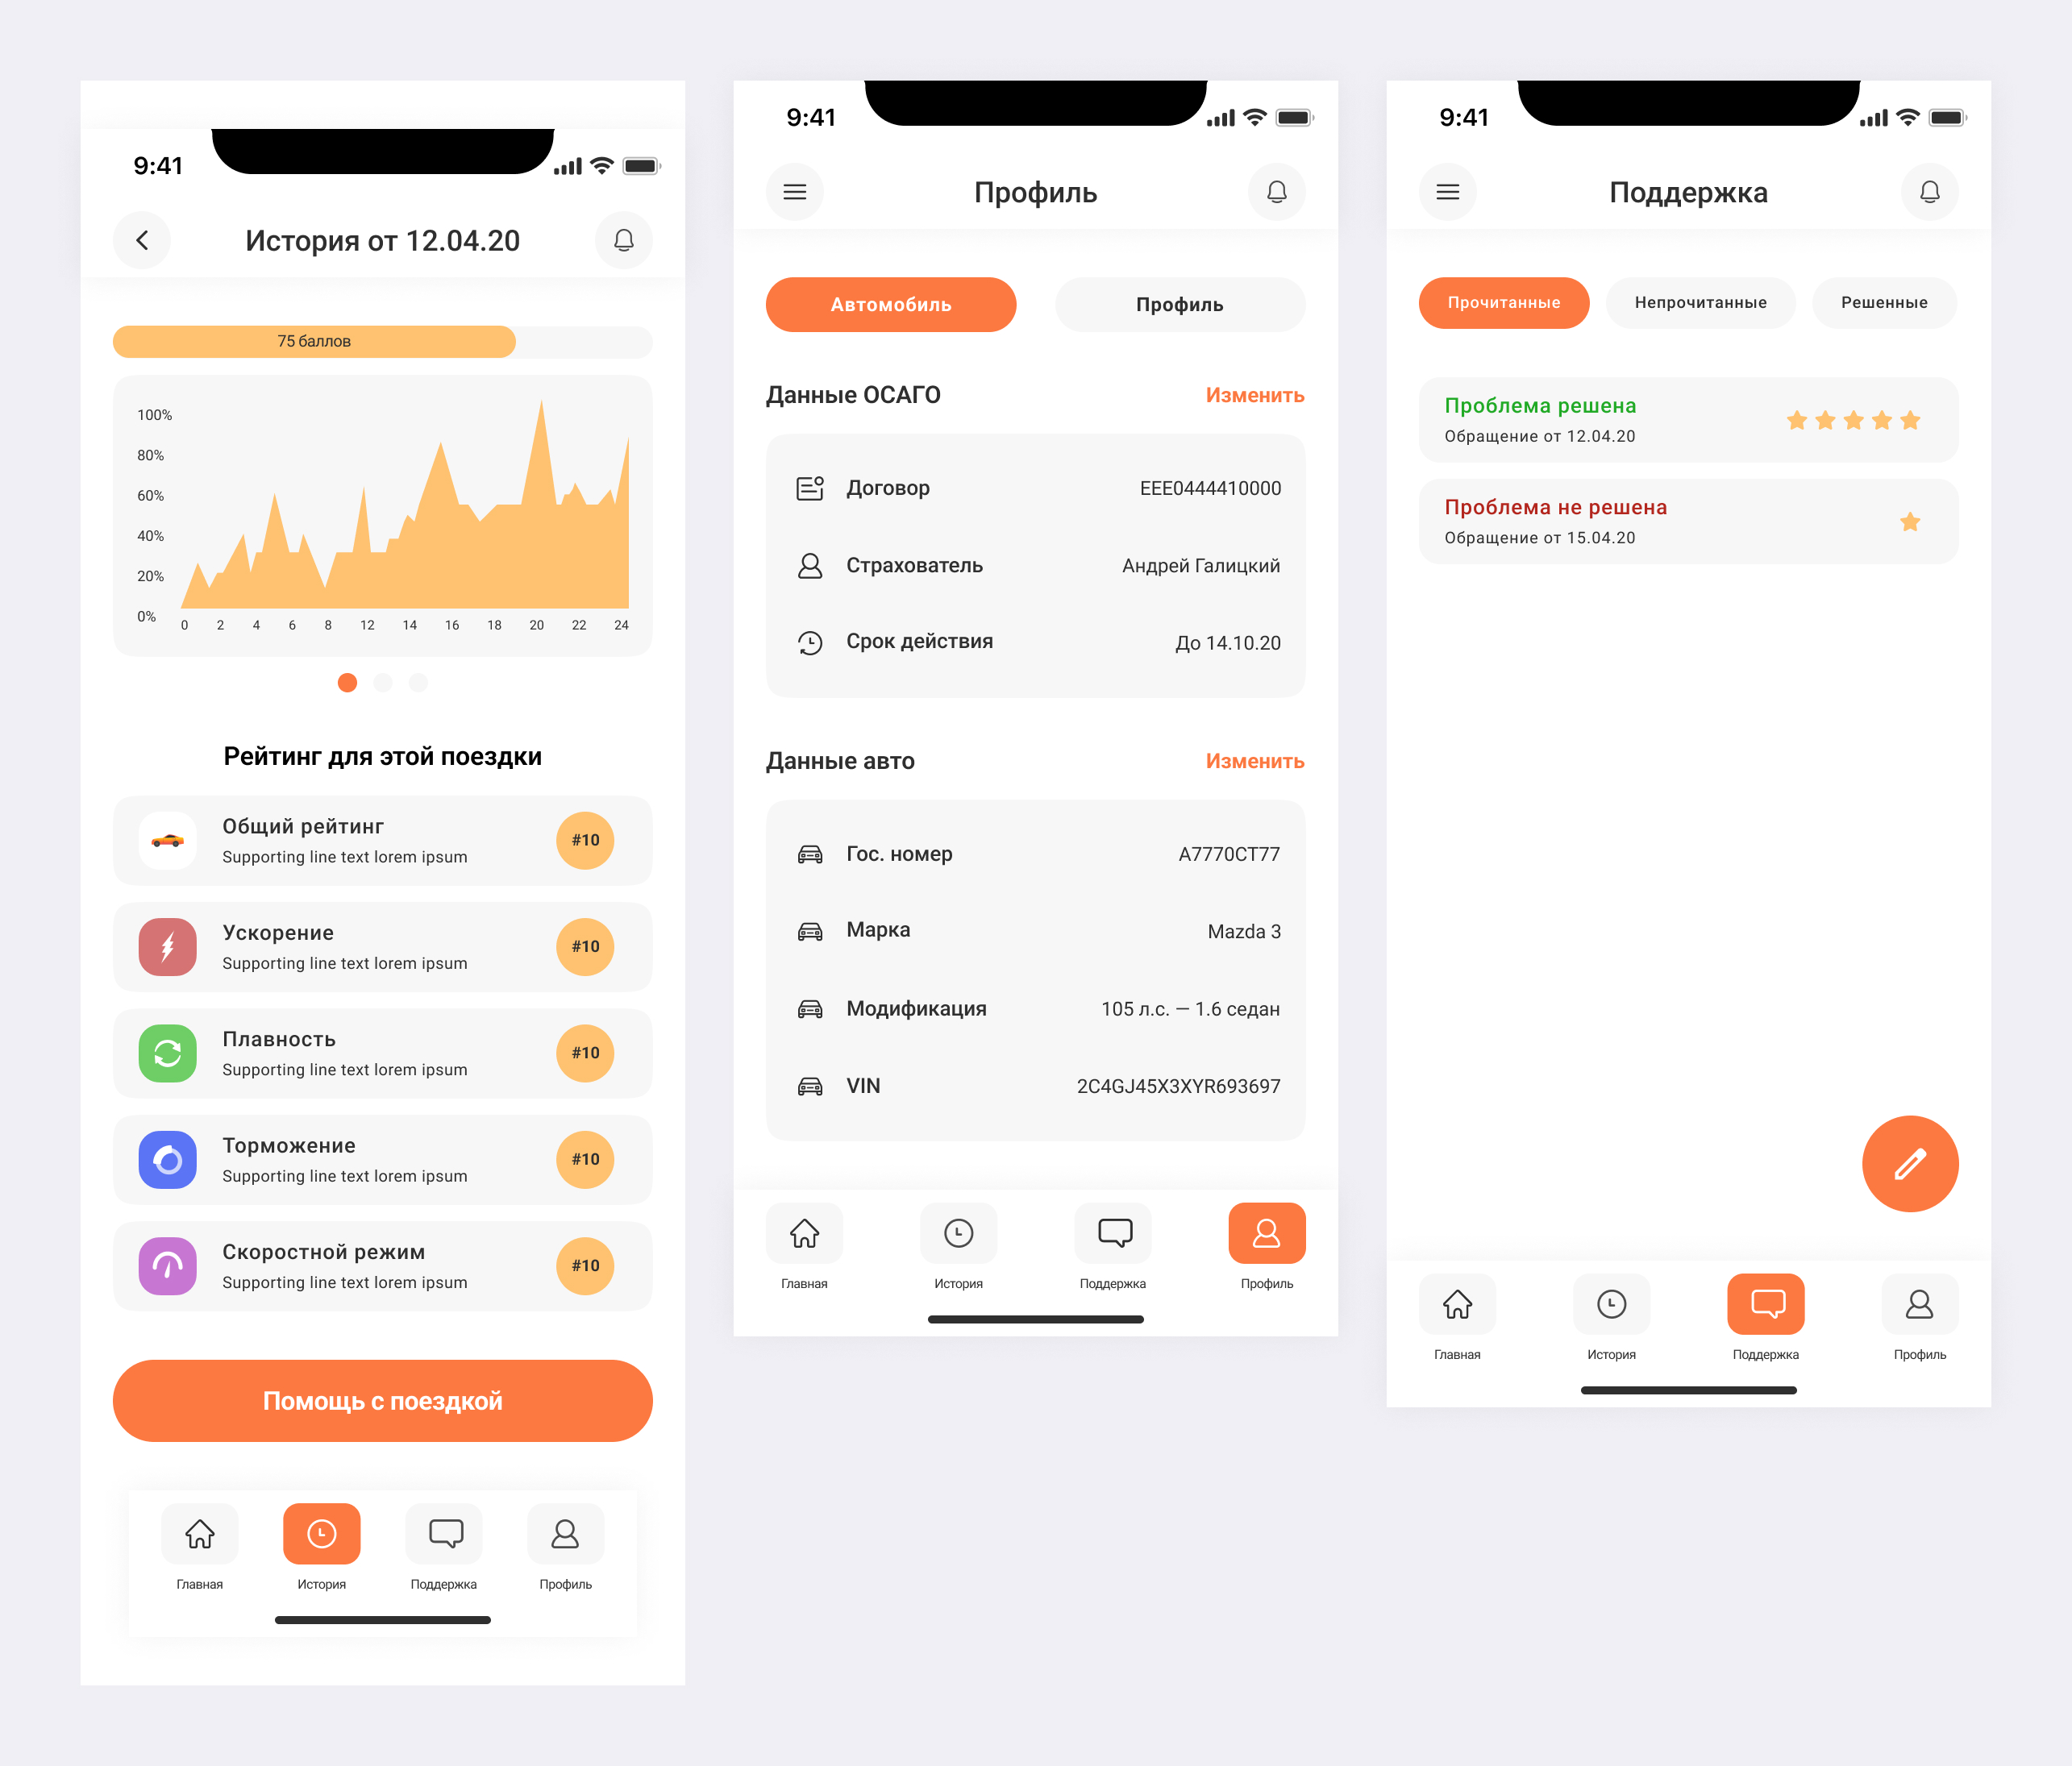 9:41
История от 12.04.20
75 баллов
100%
80%
60%
40%
20%
0%
0 2 4 6 8 12 14 16 18 20 22 24
Рейтинг для этой поездки
Общий рейтинг
Supporting line text lorem ipsum
#10
Ускорение
Supporting line text lorem ipsum
#10
Плавность
Supporting line text lorem ipsum
#10
Торможение
Supporting line text lorem ipsum
#10
Скоростной режим
Supporting line text lorem ipsum
#10
Помощь с поездкой
Главная История Поддержка Профиль
9:41
Профиль
Автомобиль Профиль
Данные ОСАГО Изменить
Договор ЕЕЕ0444410000
Страхователь Андрей Галицкий
Срок действия До 14.10.20
Данные авто Изменить
Гос. номер А7770СТ77
Марка Mazda 3
Модификация 105 л.с. — 1.6 седан
VIN 2C4GJ45X3XYR693697
Главная История Поддержка Профиль
9:41
Поддержка
Прочитанные Непрочитанные Решенные
Проблема решена
Обращение от 12.04.20
Проблема не решена
Обращение от 15.04.20
Главная История Поддержка Профиль